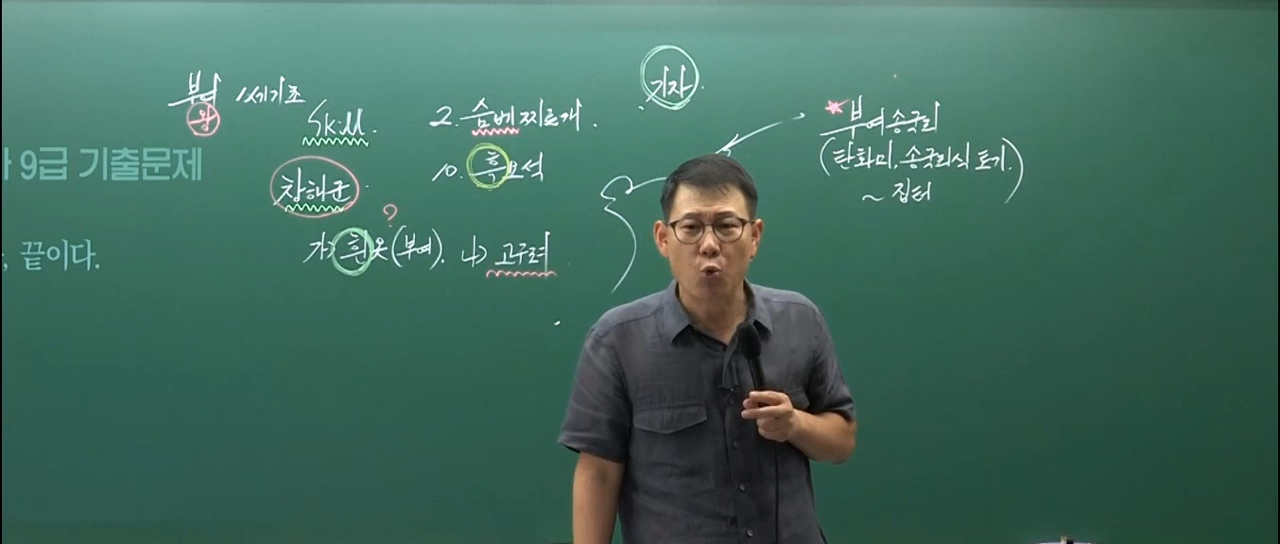 부여 1세기초
왕
Skill.
창해군
2. 슴베찌르개.
10. 흑요석
?
가> 흰옷(부여). 나> 고구려
기자
부여 송국리
(탄화미, 송국리식 토기.)
~ 집터
9급 기출문제
, 끝이다.